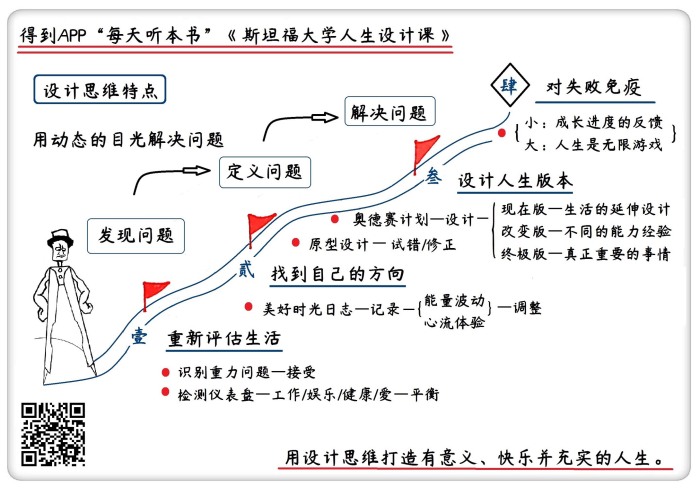 得到APP“每天听本书”《斯坦福大学人生设计课》
设计思维特点
用动态的目光解决问题
发现问题
定义问题
解决问题
壹
重新评估生活
识别重力问题—接受
检测仪表盘—工作/娱乐/健康/爱—平衡
贰
找到自己的方向
美好时光日志—记录—{能量波动 心流体验}—调整
叁
设计人生版本
奥德赛计划—设计—
现在版—生活的延伸设计
改变版—不同的能力经验
终极版—真正重要的事情
原型设计—试错/修正
肆
对失败免疫
小：成长进度的反馈
大：人生是无限游戏
用设计思维打造有意义、快乐并充实的人生。